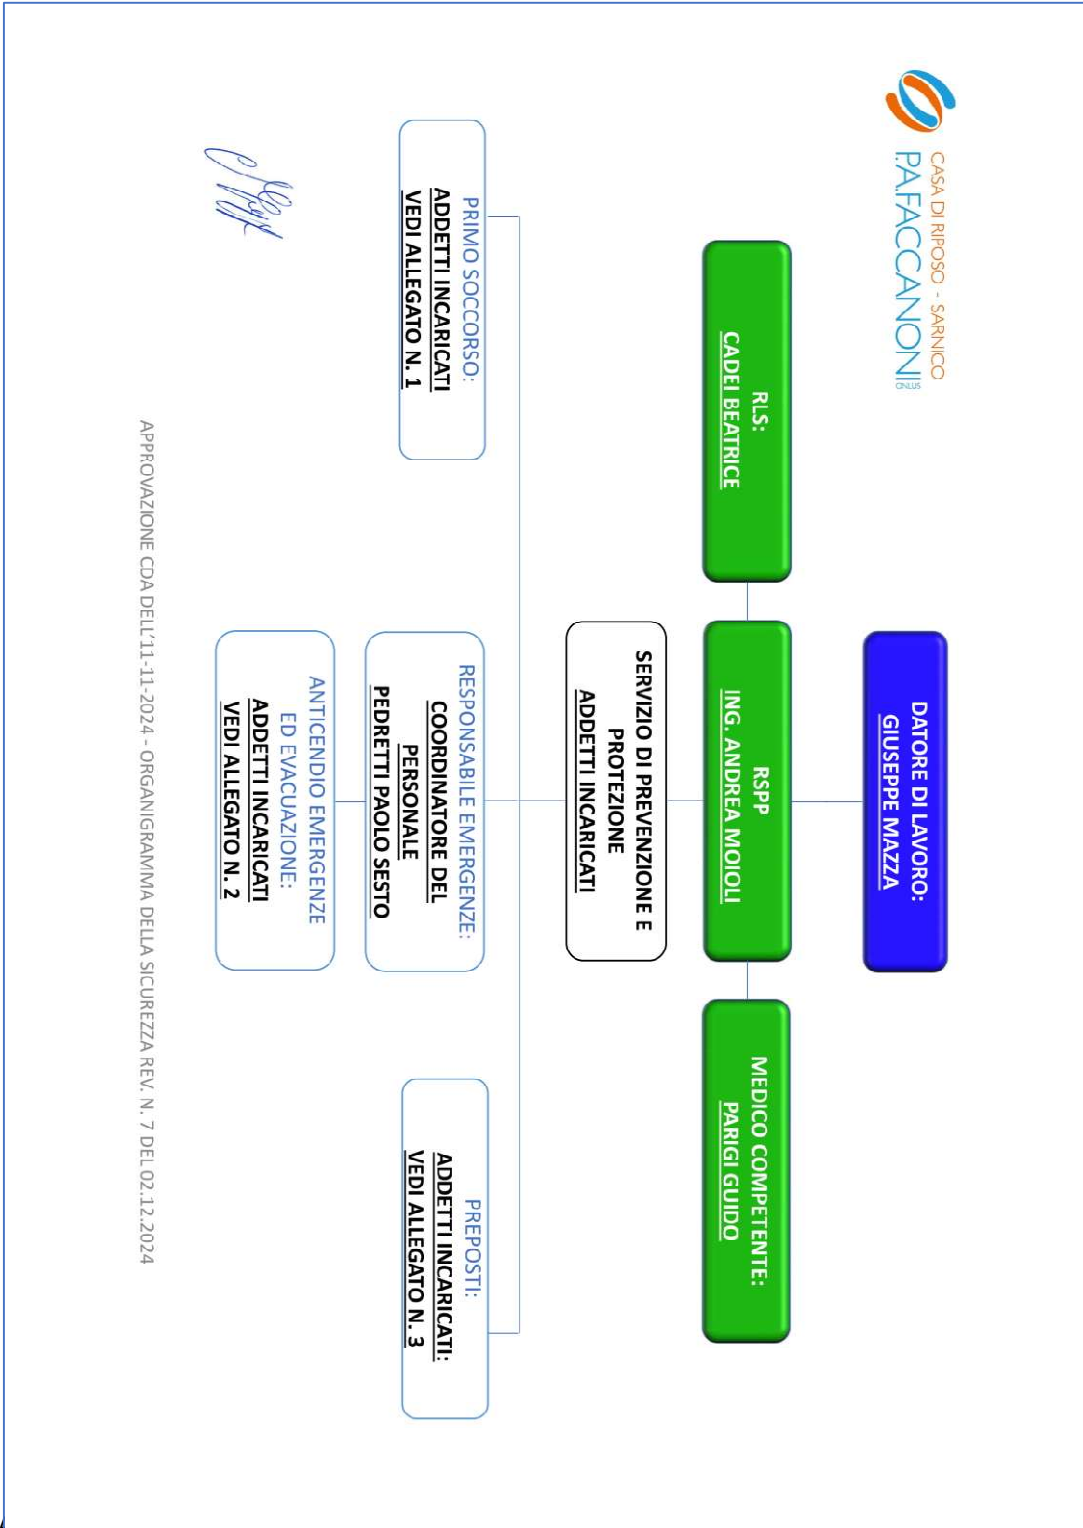 CASA DI RIPOSO - SARNICO
P.A.FACCANONI
ONLUS
DATORE DI LAVORO:
GIUSEPPE MAZZA
RLS:
CADEI BEATRICE
RSPP
ING. ANDREA MOIOLI
MEDICO COMPETENTE:
PARIGI GUIDO
SERVIZIO DI PREVENZIONE E
PROTEZIONE
ADDETTI INCARICATI
PRIMO SOCCORSO:
ADDETTI INCARICATI
VEDI ALLEGATO N. 1
RESPONSABILE EMERGENZE:
COORDINATORE DEL
PERSONALE
PEDRETTI PAOLO SESTO
PREPOSTI:
ADDETTI INCARICATI:
VEDI ALLEGATO N. 3
ANTICENDIO EMERGENZE
ED EVACUAZIONE:
ADDETTI INCARICATI
VEDI ALLEGATO N. 2
APPROVAZIONE CDA DELL'11-11-2024 - ORGANIGRAMMA DELLA SICUREZZA REV. N. 7 DEL 02.12.2024